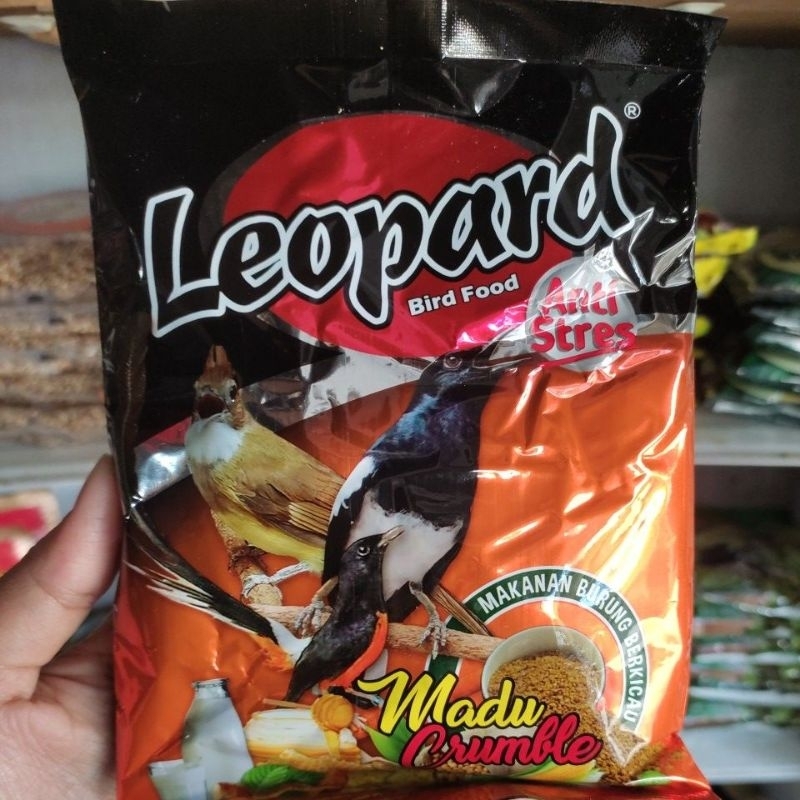 Leopard®
Bird Food
Anti
Stres
MAKANAN BURUNG BERKICAU
Madu
Crumble